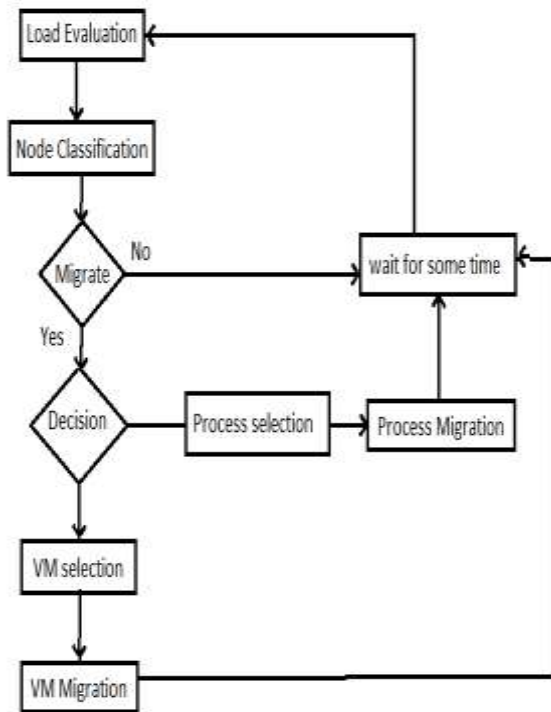 Load Evaluation
Node Classification
No
wait for some time
Migrate
Yes
Decision
Process selection
Process Migration
VM selection
VM Migration